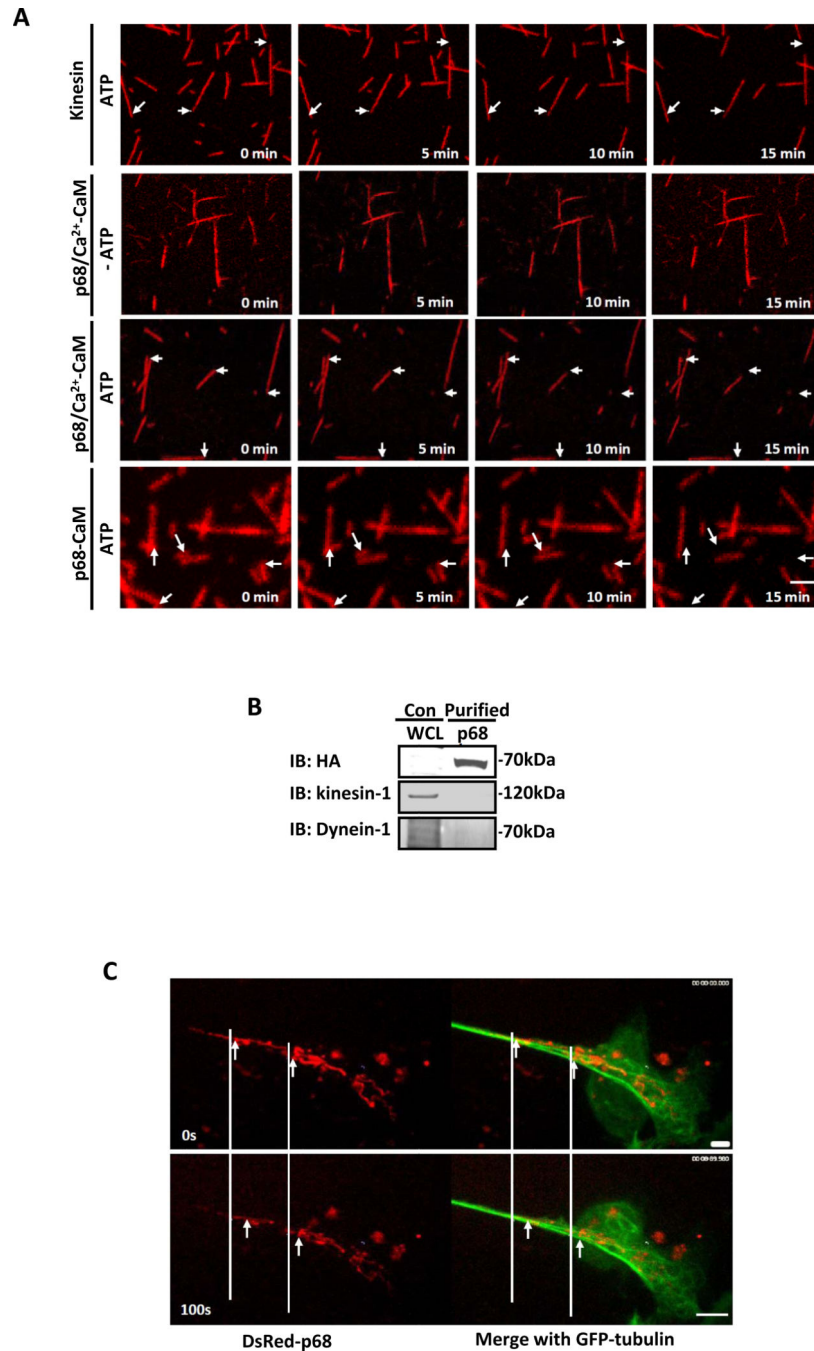 A
Kinesin
ATP
0 min
5 min
10 min
15 min
p68/Ca²⁺-CaM
- ATP
0 min
5 min
10 min
15 min
p68/Ca²⁺-CaM
ATP
0 min
5 min
10 min
15 min
p68-CaM
ATP
0 min
5 min
10 min
15 min
B
Con Purified
WCL p68
IB: HA -70kDa
IB: kinesin-1 -120kDa
IB: Dynein-1 -70kDa
C
0s
100s
DsRed-p68 Merge with GFP-tubulin